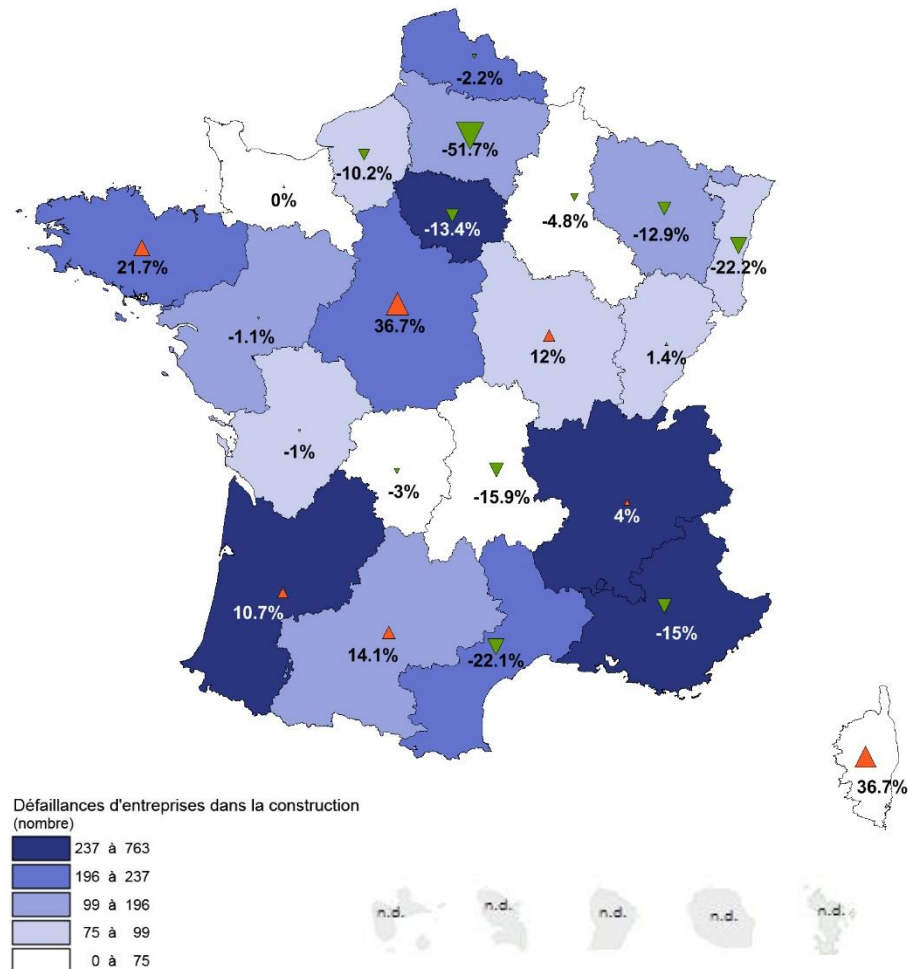 -2.2%
-51.7%
-10.2%
0%
-13.4%
-4.8%
-12.9%
-22.2%
21.7%
-1.1%
36.7%
12%
1.4%
-1%
-3%
-15.9%
4%
10.7%
14.1%
-22.1%
-15%
36.7%
Défaillances d'entreprises dans la construction
(nombre)
237 à 763
196 à 237
99 à 196
75 à 99
0 à 75
n.d.
n.d.
n.d.
n.d.
n.d.